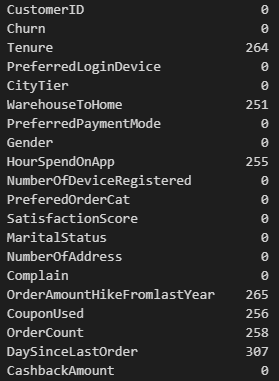 CustomerID 0
Churn 0
Tenure 264
PreferredLoginDevice 0
CityTier 0
WarehouseToHome 251
PreferredPaymentMode 0
Gender 0
HourSpendOnApp 255
NumberOfDeviceRegistered 0
PreferedOrderCat 0
SatisfactionScore 0
MaritalStatus 0
NumberOfAddress 0
Complain 0
OrderAmountHikeFromlastYear 265
CouponUsed 256
OrderCount 258
DaySinceLastOrder 307
CashbackAmount 0